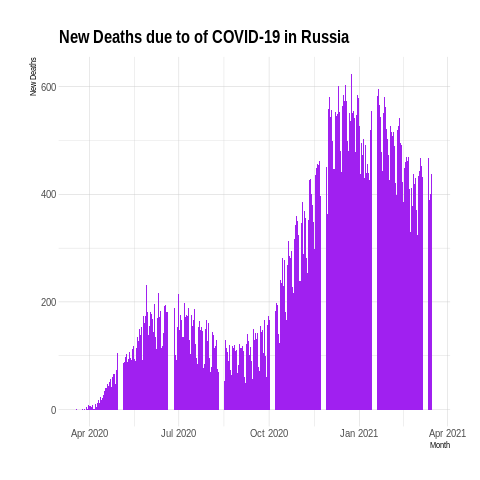 New Deaths due to of COVID-19 in Russia
New Deaths
600
400
200
0
Apr 2020 Jul 2020 Oct 2020 Jan 2021 Apr 2021
Month